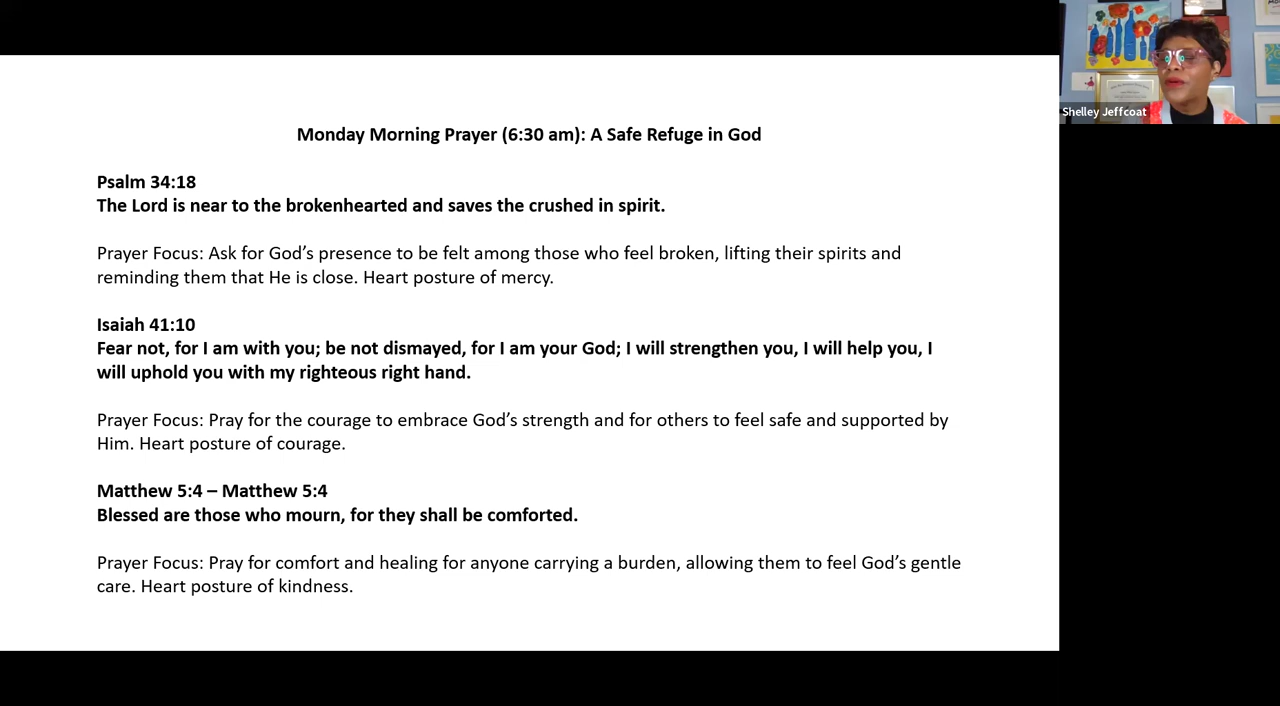 Monday Morning Prayer (6:30 am): A Safe Refuge in God
Psalm 34:18
The Lord is near to the brokenhearted and saves the crushed in spirit.
Prayer Focus: Ask for God’s presence to be felt among those who feel broken, lifting their spirits and
reminding them that He is close. Heart posture of mercy.
Isaiah 41:10
Fear not, for I am with you; be not dismayed, for I am your God; I will strengthen you, I will help you, I
will uphold you with my righteous right hand.
Prayer Focus: Pray for the courage to embrace God’s strength and for others to feel safe and supported by
Him. Heart posture of courage.
Matthew 5:4 – Matthew 5:4
Blessed are those who mourn, for they shall be comforted.
Prayer Focus: Pray for comfort and healing for anyone carrying a burden, allowing them to feel God’s gentle
care. Heart posture of kindness.
Shelley Jeffcoat